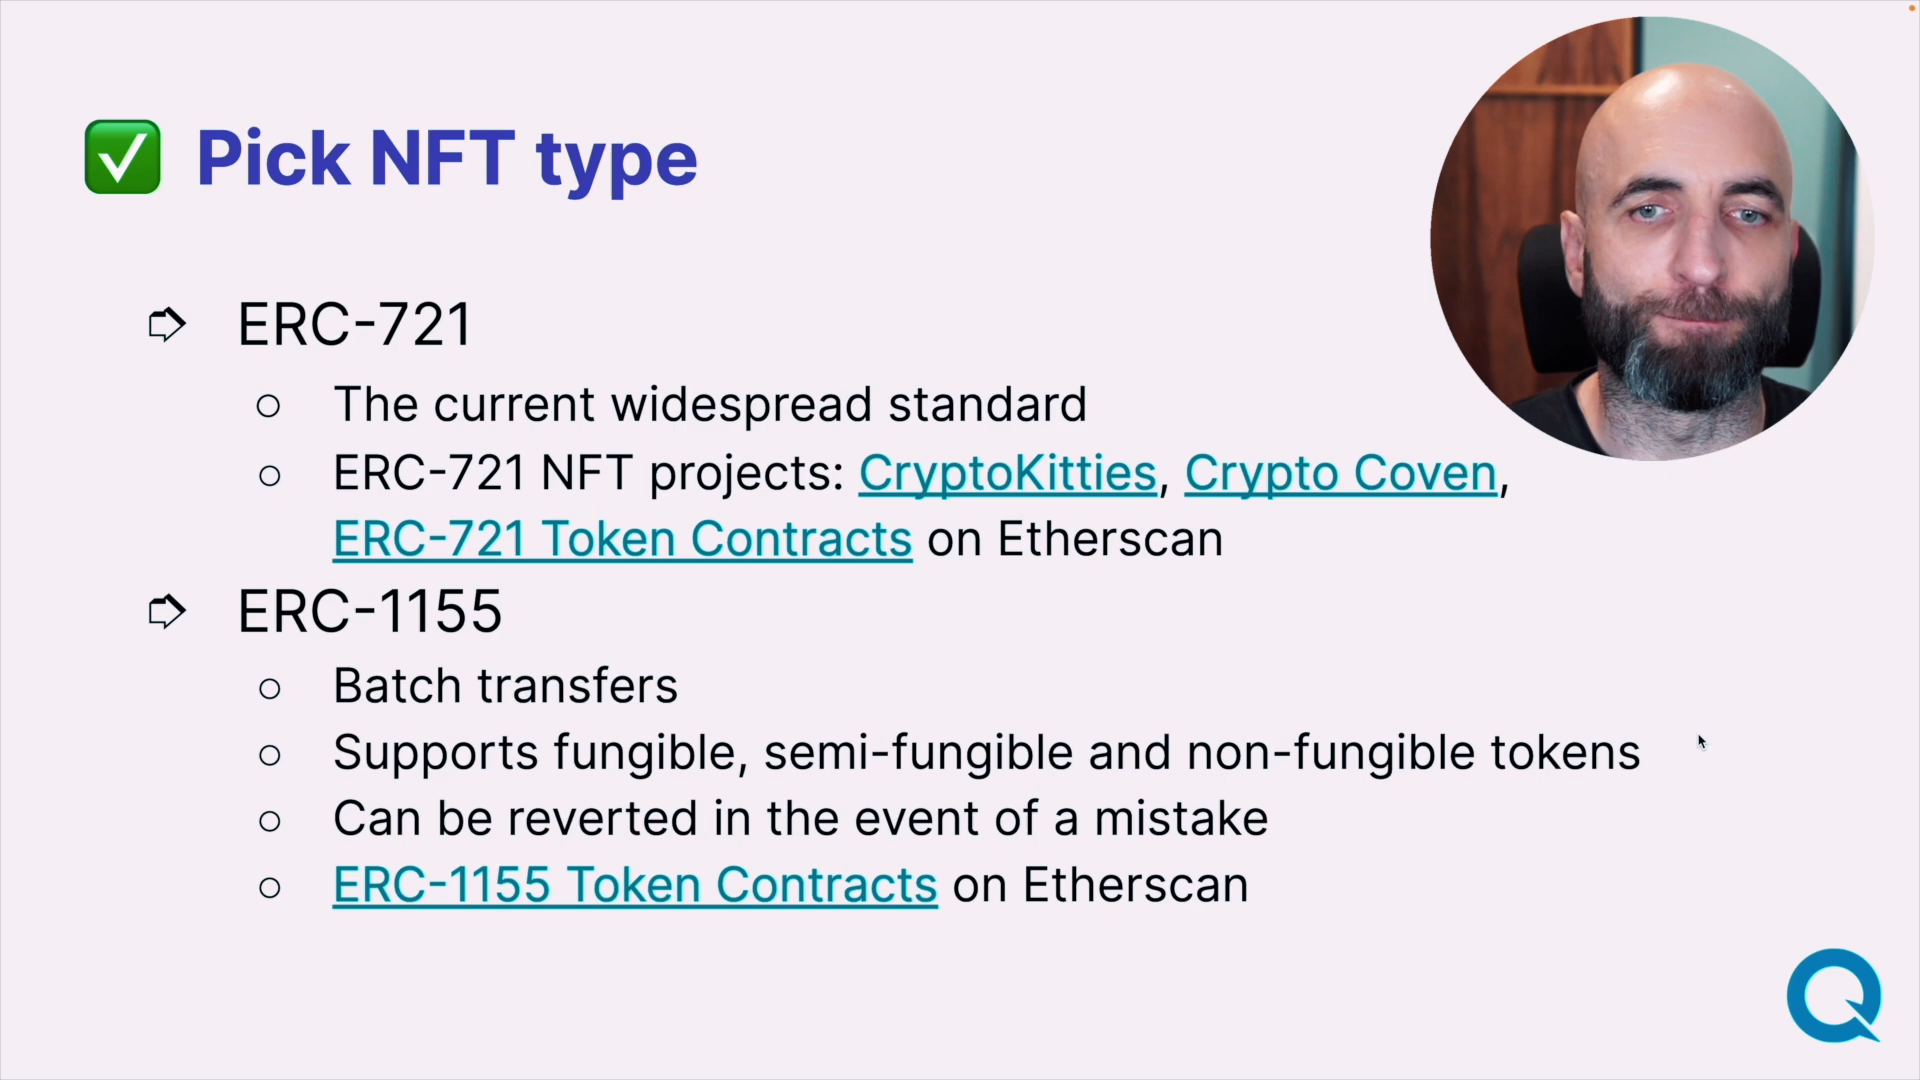 ✅ Pick NFT type
➩ ERC-721
○ The current widespread standard
○ ERC-721 NFT projects: CryptoKitties, Crypto Coven,
ERC-721 Token Contracts on Etherscan
➩ ERC-1155
○ Batch transfers
○ Supports fungible, semi-fungible and non-fungible tokens
○ Can be reverted in the event of a mistake
○ ERC-1155 Token Contracts on Etherscan